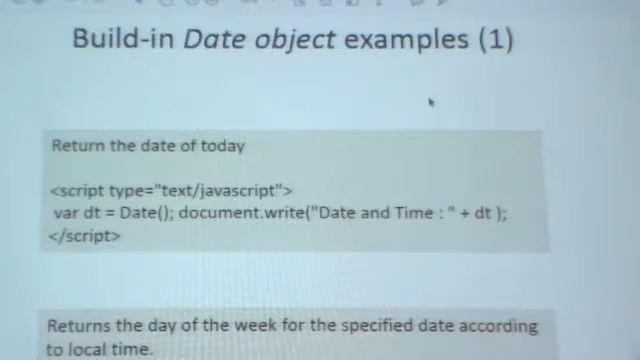 Build-in Date object examples (1)
Return the date of today
<script type="text/javascript">
var dt = Date(); document.write("Date and Time : " + dt );
</script>
Returns the day of the week for the specified date according
to local time.